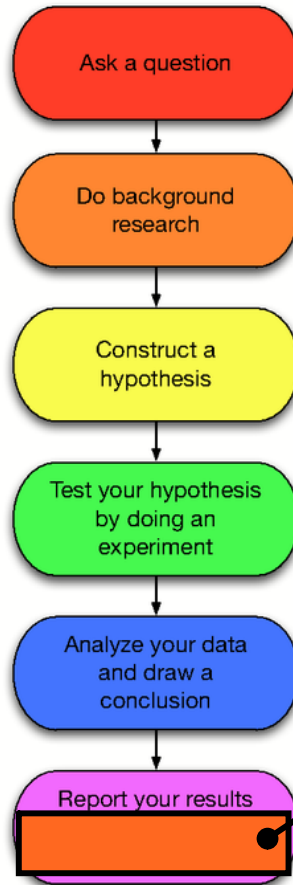 Ask a question
Do background
research
Construct a
hypothesis
Test your hypothesis
by doing an
experiment
Analyze your data
and draw a
conclusion
Report your results